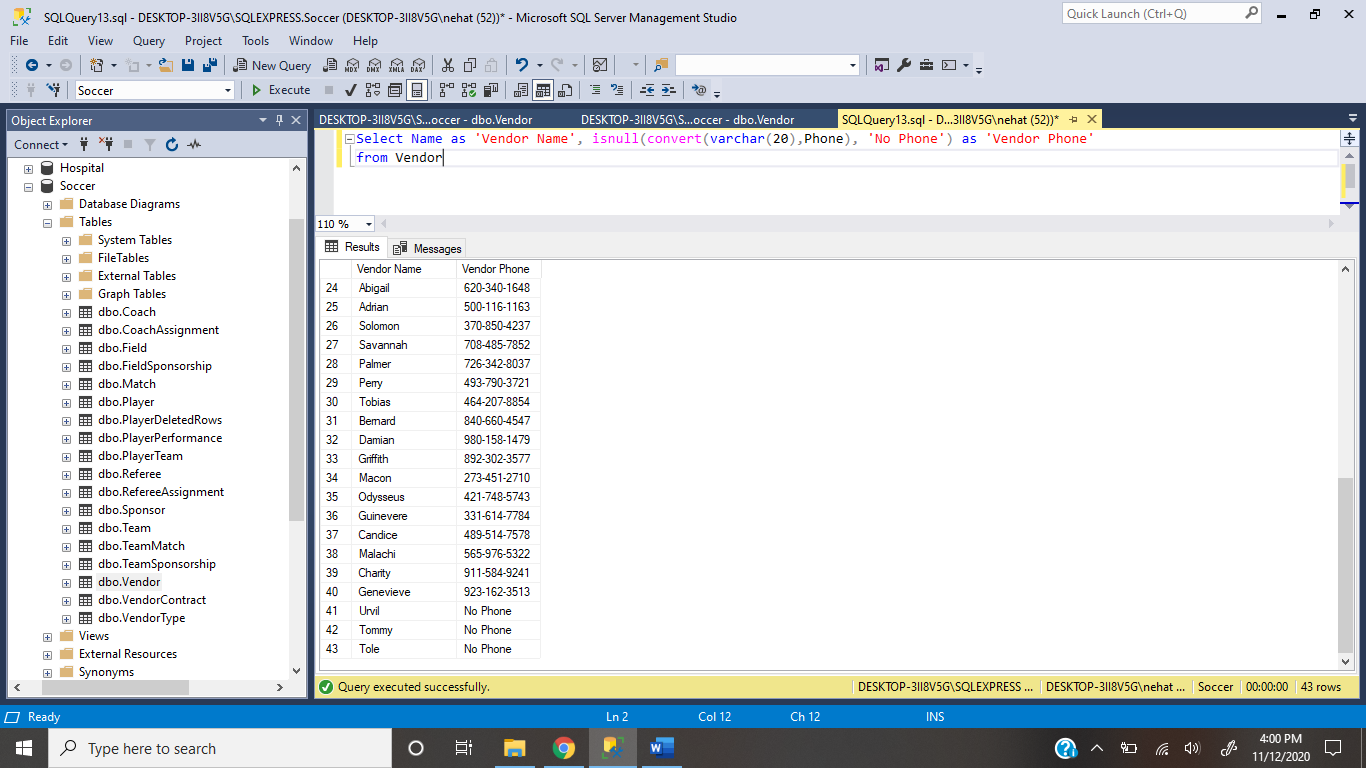 SQLQuery13.sql - DESKTOP-3II8V5G\SQLEXPRESS.Soccer (DESKTOP-3II8V5G\nehat (52))* - Microsoft SQL Server Management Studio
Quick Launch (Ctrl+Q)
File Edit View Query Project Tools Window Help
New Query
MDX DMX XMLA DAX
Soccer
Execute
Object Explorer
DESKTOP-3II8V5G\S...occer - dbo.Vendor
DESKTOP-3II8V5G\S...occer - dbo.Vendor
SQLQuery13.sql - D...3II8V5G\nehat (52))*
Connect
Hospital
Soccer
Database Diagrams
Tables
System Tables
FileTables
External Tables
Graph Tables
dbo.Coach
dbo.CoachAssignment
dbo.Field
dbo.FieldSponsorship
dbo.Match
dbo.Player
dbo.PlayerDeletedRows
dbo.PlayerPerformance
dbo.PlayerTeam
dbo.Referee
dbo.RefereeAssignment
dbo.Sponsor
dbo.Team
dbo.TeamMatch
dbo.TeamSponsorship
dbo.Vendor
dbo.VendorContract
dbo.VendorType
Views
External Resources
Synonyms
Select Name as 'Vendor Name', isnull(convert(varchar(20),Phone), 'No Phone') as 'Vendor Phone'
from Vendor
110 %
Results Messages
Vendor Name Vendor Phone
24 Abigail 620-340-1648
25 Adrian 500-116-1163
26 Solomon 370-850-4237
27 Savannah 708-485-7852
28 Palmer 726-342-8037
29 Perry 493-790-3721
30 Tobias 464-207-8854
31 Bernard 840-660-4547
32 Damian 980-158-1479
33 Griffith 892-302-3577
34 Macon 273-451-2710
35 Odysseus 421-748-5743
36 Guinevere 331-614-7784
37 Candice 489-514-7578
38 Malachi 565-976-5322
39 Charity 911-584-9241
40 Genevieve 923-162-3513
41 Urvil No Phone
42 Tommy No Phone
43 Tole No Phone
Query executed successfully.
DESKTOP-3II8V5G\SQLEXPRESS ... DESKTOP-3II8V5G\nehat ... Soccer 00:00:00 43 rows
Ready Ln 2 Col 12 Ch 12 INS
Type here to search
4:00 PM
11/12/2020